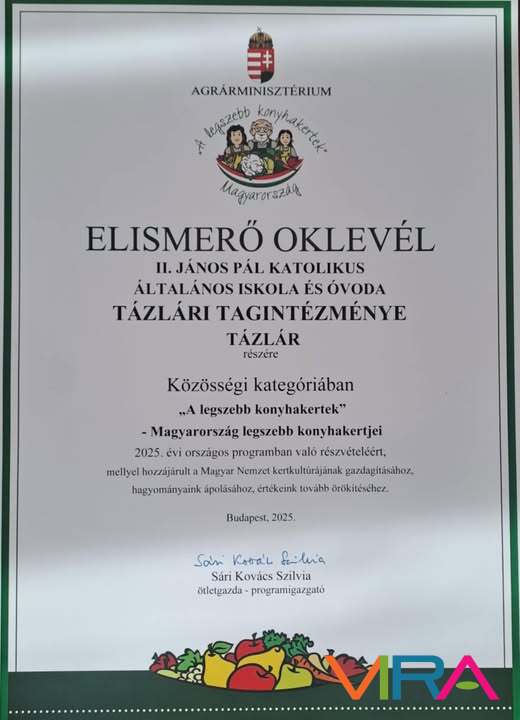 AGRÁRMINISZTÉRIUM
"A legszebb konyhakertek"
Magyarország
ELISMERŐ OKLEVÉL
II. JÁNOS PÁL KATOLIKUS
ÁLTALÁNOS ISKOLA ÉS ÓVODA
TÁZLÁRI TAGINTÉZMÉNYE
TÁZLÁR
részére
Közösségi kategóriában
„A legszebb konyhakertek”
- Magyarország legszebb konyhakertjei
2025. évi országos programban való részvételéért,
mellyel hozzájárult a Magyar Nemzet kertkultúrájának gazdagításához,
hagyományaink ápolásához, értékeink tovább örökítéséhez.
Budapest, 2025.
Sári Kovács Szilvia
Sári Kovács Szilvia
ötletgazda - programigazgató
VIRA